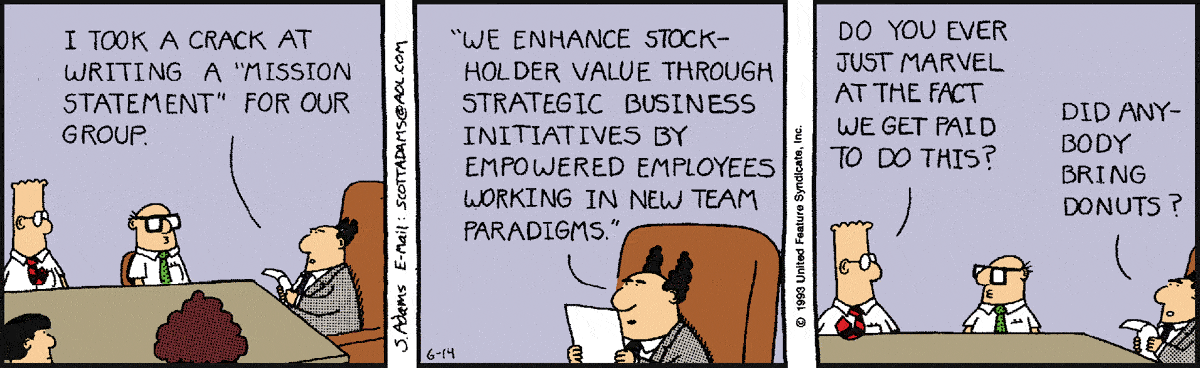 I TOOK A CRACK AT
WRITING A "MISSION
STATEMENT" FOR OUR
GROUP.
S.Adams E-Mail: SCOTTADAMS@AOL.COM
"WE ENHANCE STOCK-
HOLDER VALUE THROUGH
STRATEGIC BUSINESS
INITIATIVES BY
EMPOWERED EMPLOYEES
WORKING IN NEW TEAM
PARADIGMS."
6-14
© 1993 United Feature Syndicate, Inc.
DO YOU EVER
JUST MARVEL
AT THE FACT
WE GET PAID
TO DO THIS?
DID ANY-
BODY
BRING
DONUTS?